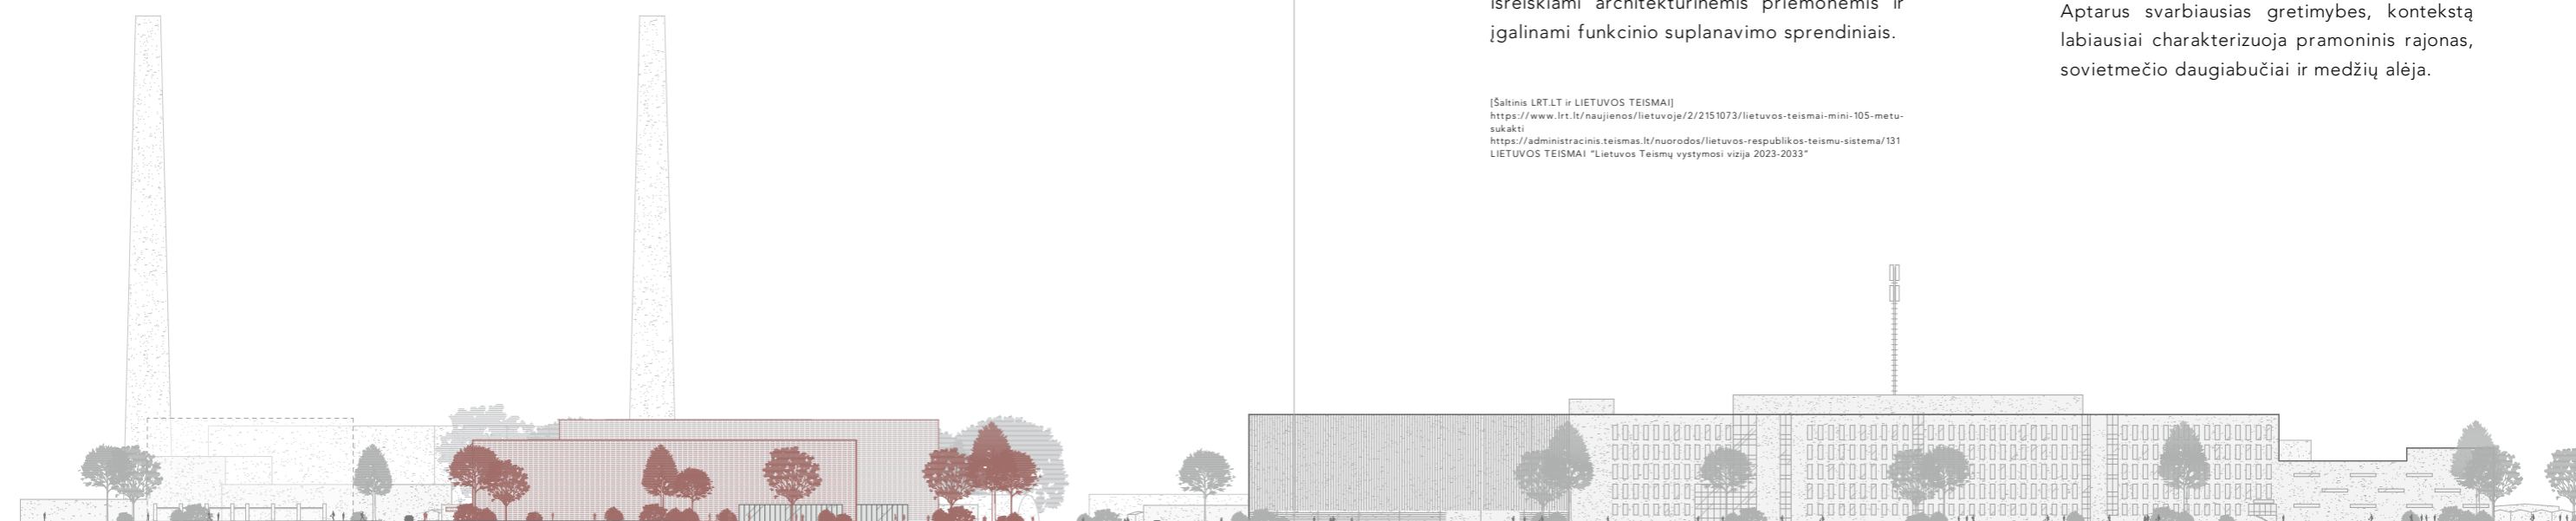 išreiškiami architektūrinėmis priemonėmis ir
įgalinami funkcinio suplanavimo sprendiniais.
[Šaltinis LRT.LT ir LIETUVOS TEISMAI]
https://www.lrt.lt/naujienos/lietuvoje/2/2151073/lietuvos-teismai-mini-105-metu-
sukakti
https://administracinis.teismas.lt/nuorodos/lietuvos-respublikos-teismu-sistema/131
LIETUVOS TEISMAI "Lietuvos Teismų vystymosi vizija 2023-2033"
Aptarus svarbiausias gretimybes, kontekstą
labiausiai charakterizuoja pramoninis rajonas,
sovietmečio daugiabučiai ir medžių alėja.